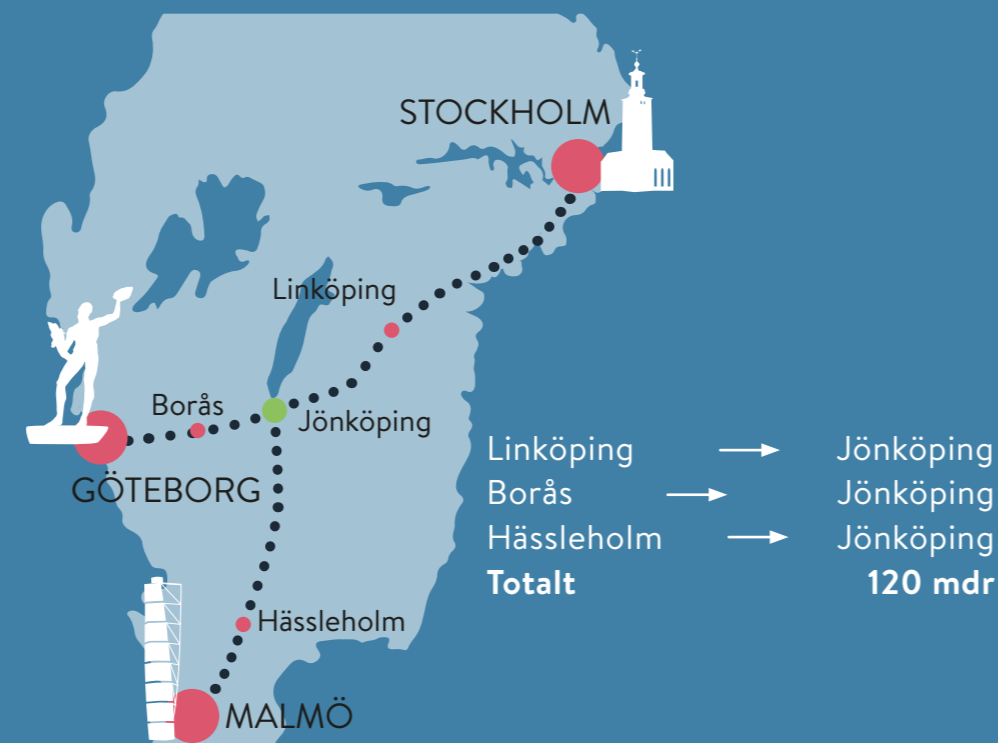 STOCKHOLM
Linköping
Borås
Jönköping
GÖTEBORG
Hässleholm
MALMÖ
Linköping → Jönköping
Borås → Jönköping
Hässleholm → Jönköping
Totalt 120 mdr